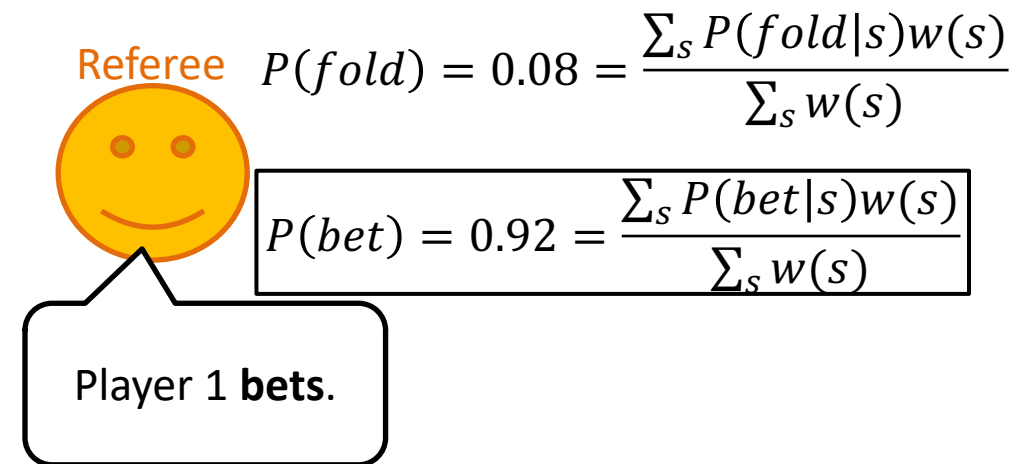 Referee
P(fold) = 0.08 = ∑ₛ P(fold|s)w(s) / ∑ₛ w(s)
P(bet) = 0.92 = ∑ₛ P(bet|s)w(s) / ∑ₛ w(s)
Player 1 bets.